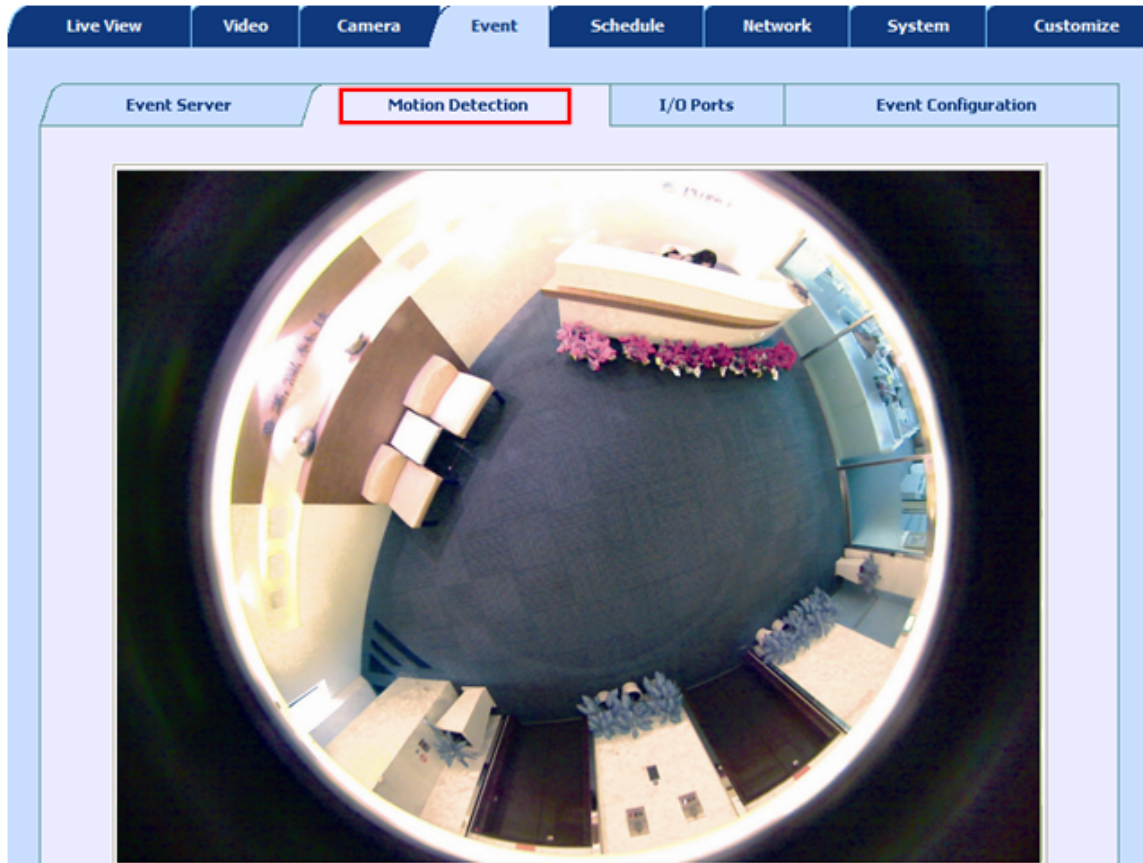 Live View
Video
Camera
Event
Schedule
Network
System
Customize
Event Server
Motion Detection
I/O Ports
Event Configuration